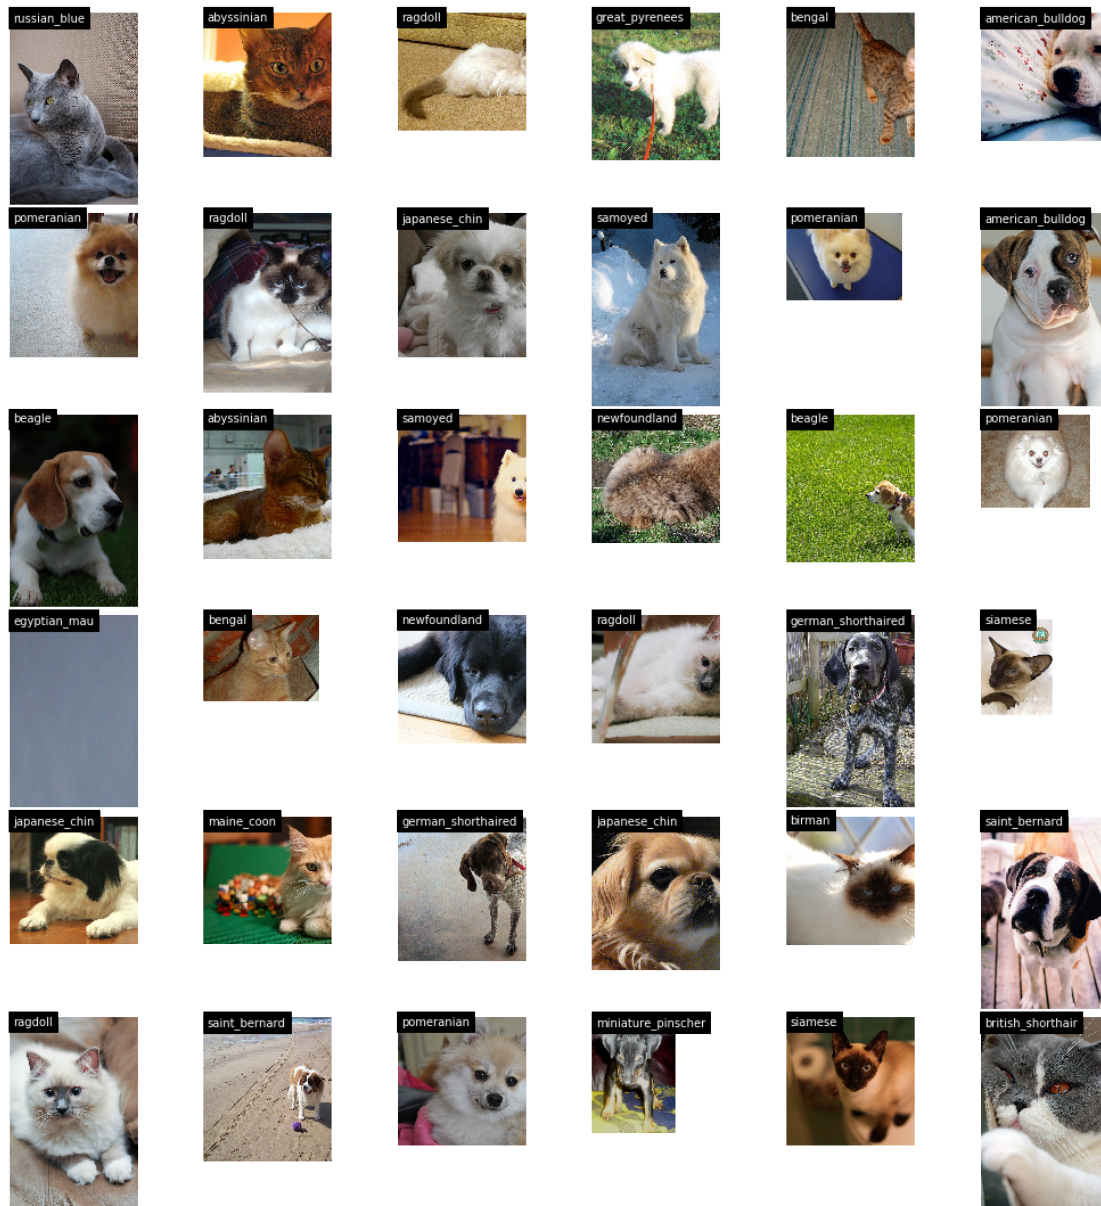 russian_blue
abyssinian
ragdoll
great_pyrenees
bengal
american_bulldog
pomeranian
ragdoll
japanese_chin
samoyed
pomeranian
american_bulldog
beagle
abyssinian
samoyed
newfoundland
beagle
pomeranian
egyptian_mau
bengal
newfoundland
ragdoll
german_shorthaired
siamese
japanese_chin
maine_coon
german_shorthaired
japanese_chin
birman
saint_bernard
ragdoll
saint_bernard
pomeranian
miniature_pinscher
siamese
british_shorthair